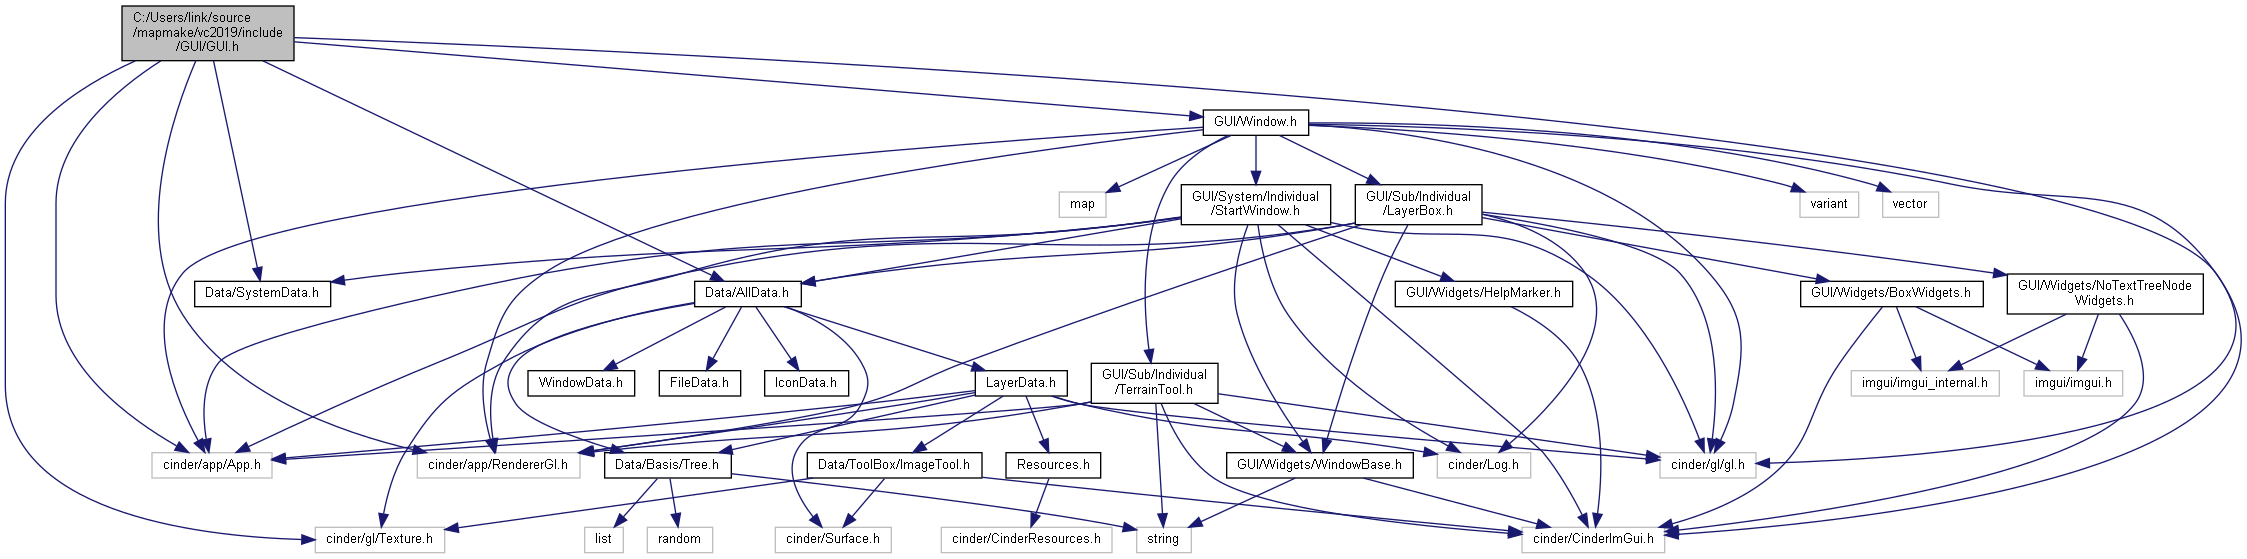 C:/Users/link/source
/mapmake/vc2019/include
/GUI/GUI.h
GUI/Window.h
map
GUI/System/Individual
/StartWindow.h
GUI/Sub/Individual
/LayerBox.h
variant
vector
Data/SystemData.h
Data/AllData.h
GUI/Widgets/HelpMarker.h
GUI/Widgets/BoxWidgets.h
GUI/Widgets/NoTextTreeNode
Widgets.h
WindowData.h
FileData.h
IconData.h
LayerData.h
GUI/Sub/Individual
/TerrainTool.h
imgui/imgui_internal.h
imgui/imgui.h
cinder/app/App.h
cinder/app/RendererGl.h
Data/Basis/Tree.h
Data/ToolBox/ImageTool.h
Resources.h
GUI/Widgets/WindowBase.h
cinder/Log.h
cinder/gl/gl.h
cinder/gl/Texture.h
list
random
cinder/Surface.h
cinder/CinderResources.h
string
cinder/CinderImGui.h